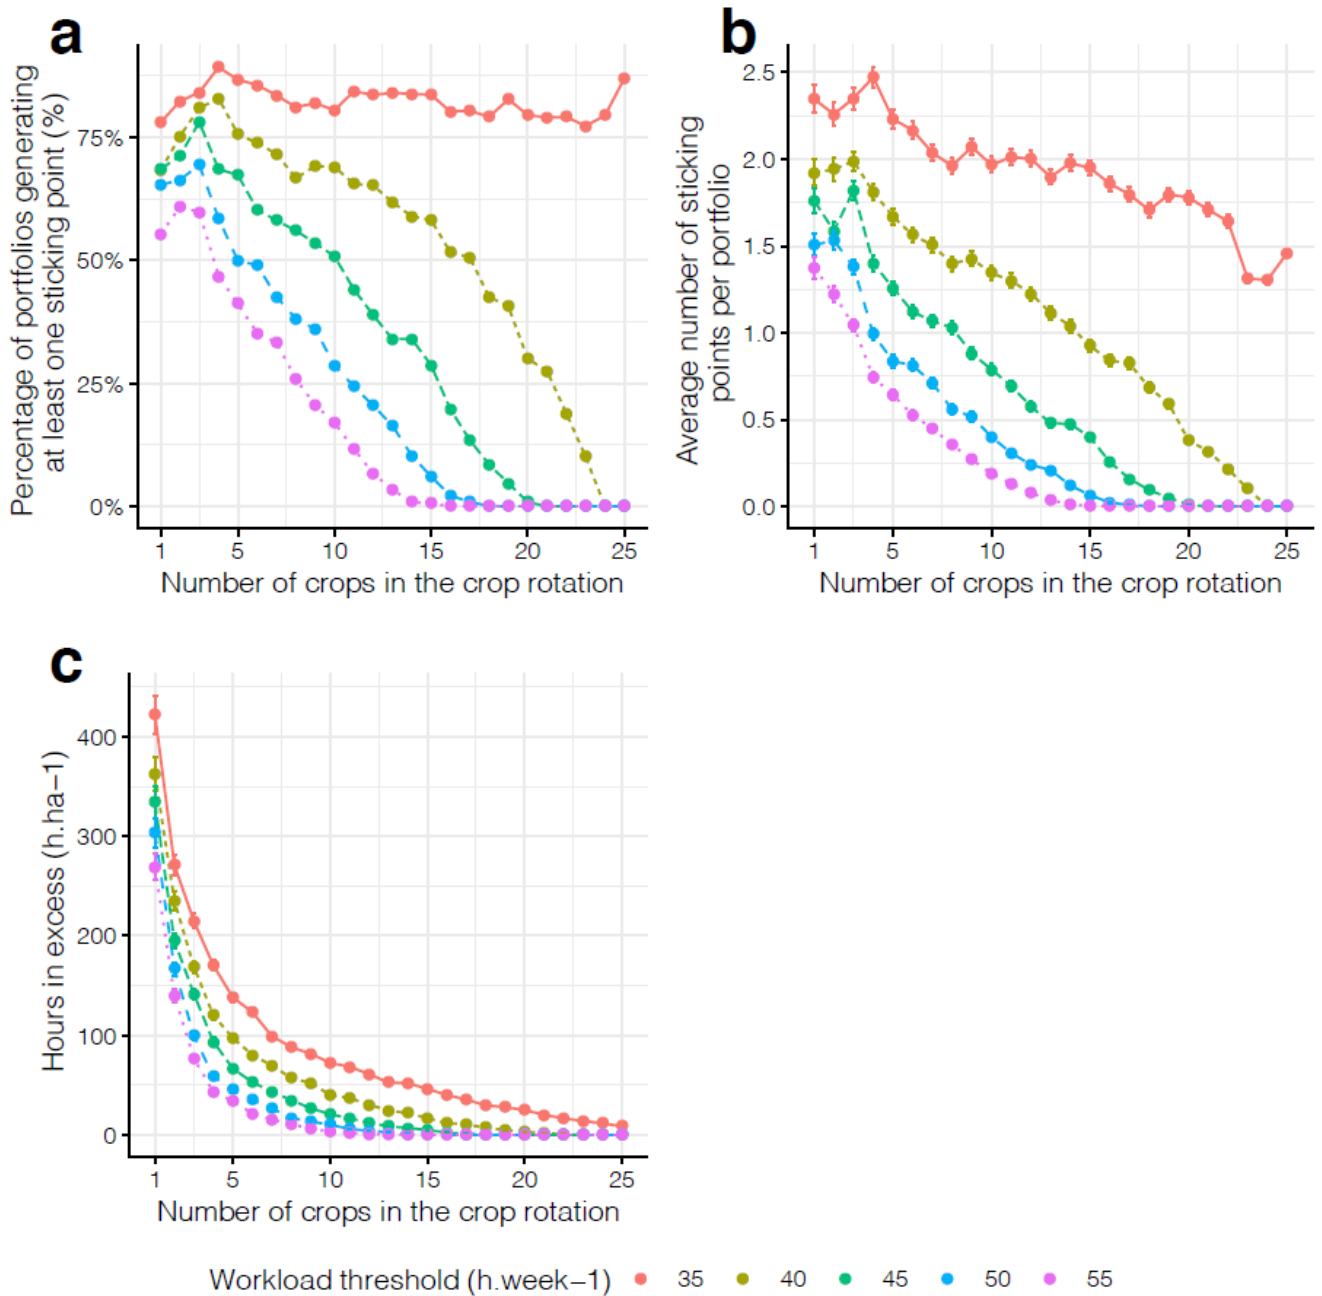 a
Percentage of portfolios generating
at least one sticking point (%)
75%
50%
25%
0%
1 5 10 15 20 25
Number of crops in the crop rotation
b
Average number of sticking
points per portfolio
2.5
2.0
1.5
1.0
0.5
0.0
1 5 10 15 20 25
Number of crops in the crop rotation
c
Hours in excess (h.ha−1)
400
300
200
100
0
1 5 10 15 20 25
Number of crops in the crop rotation
Workload threshold (h.week−1) 35 40 45 50 55